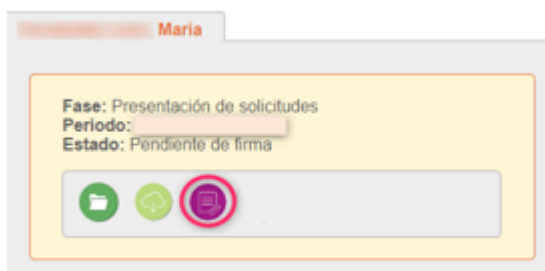 Maria
Fase: Presentación de solicitudes
Periodo:
Estado: Pendiente de firma